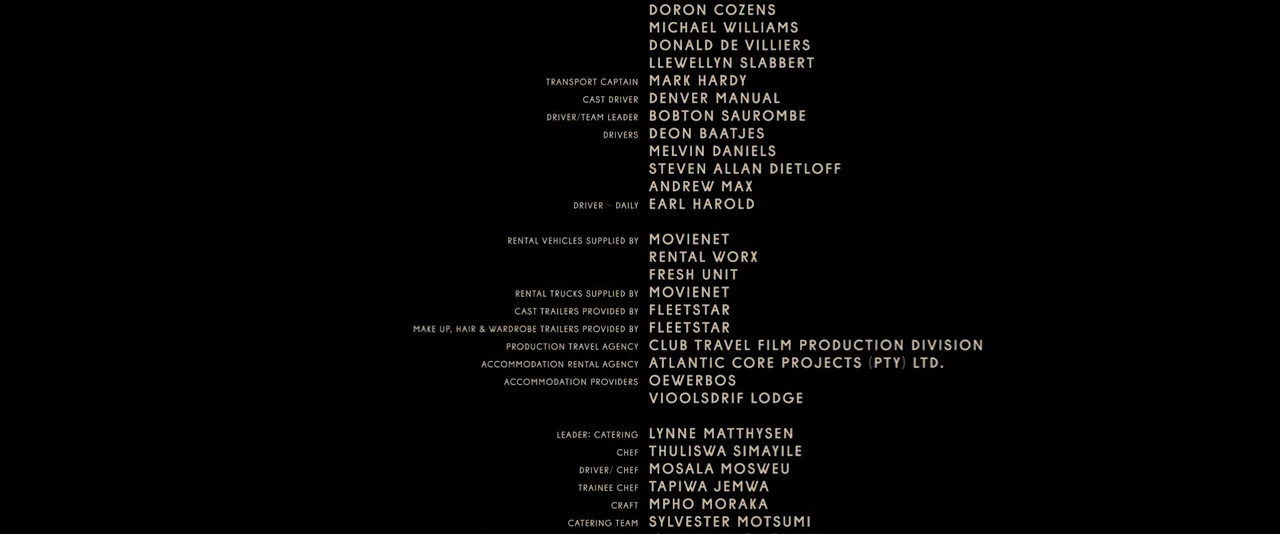 DORON COZENS
MICHAEL WILLIAMS
DONALD DE VILLIERS
LLEWELLYN SLABBERT
TRANSPORT CAPTAIN MARK HARDY
CAST DRIVER DENVER MANUAL
DRIVER/TEAM LEADER BOBTON SAUROMBE
DRIVERS DEON BAATJES
MELVIN DANIELS
STEVEN ALLAN DIETLOFF
ANDREW MAX
DRIVER - DAILY EARL HAROLD
RENTAL VEHICLES SUPPLIED BY MOVIENET
RENTAL WORX
FRESH UNIT
RENTAL TRUCKS SUPPLIED BY MOVIENET
CAST TRAILERS PROVIDED BY FLEETSTAR
MAKE UP, HAIR & WARDROBE TRAILERS PROVIDED BY FLEETSTAR
PRODUCTION TRAVEL AGENCY CLUB TRAVEL FILM PRODUCTION DIVISION
ACCOMMODATION RENTAL AGENCY ATLANTIC CORE PROJECTS (PTY) LTD.
ACCOMMODATION PROVIDERS OEWERBOS
VIOOLSDRIF LODGE
LEADER: CATERING LYNNE MATTHYSEN
CHEF THULISWA SIMAYILE
DRIVER/ CHEF MOSALA MOSWEU
TRAINEE CHEF TAPIWA JEMWA
CRAFT MPHO MORAKA
CATERING TEAM SYLVESTER MOTSUMI